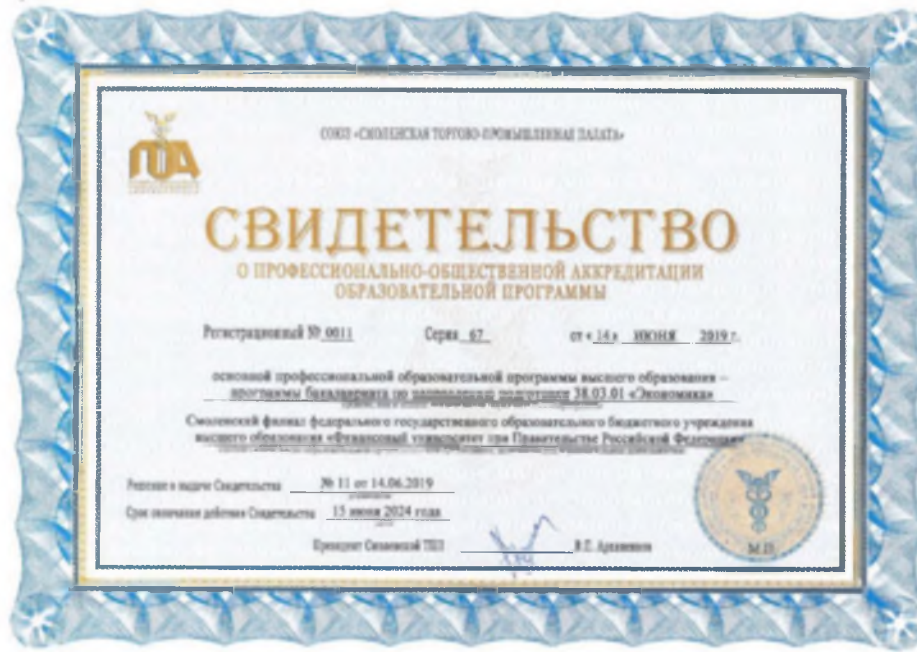 СОЮЗ «СМОЛЕНСКАЯ ТОРГОВО-ПРОМЫШЛЕННАЯ ПАЛАТА»
СВИДЕТЕЛЬСТВО
О ПРОФЕССИОНАЛЬНО-ОБЩЕСТВЕННОЙ АККРЕДИТАЦИИ
ОБРАЗОВАТЕЛЬНОЙ ПРОГРАММЫ
Регистрационный № 0011 Серия 67 от « 14 » ИЮНЯ 2019 г.
основной профессиональной образовательной программы высшего образования –
программы бакалавриата по направлению подготовки 38.03.01 «Экономика»
Смоленский филиал федерального государственного образовательного бюджетного учреждения
высшего образования «Финансовый университет при Правительстве Российской Федерации»
Решение о выдаче Свидетельства № 11 от 14.06.2019
Срок окончания действия Свидетельства 15 июня 2024 года
Президент Смоленской ТПП В.П.
М.П.